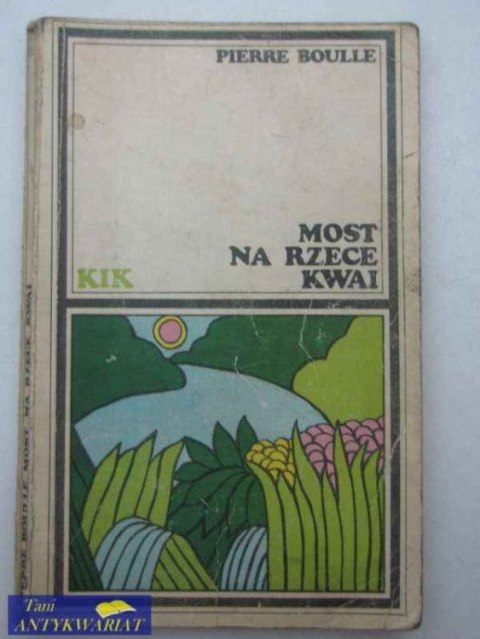 PIERRE BOULLE
MOST
NA RZECE
KWAI
KIK
PIERRE BOULLE MOST NA RZECE KWAI
Tani
ANTYKWARIAT